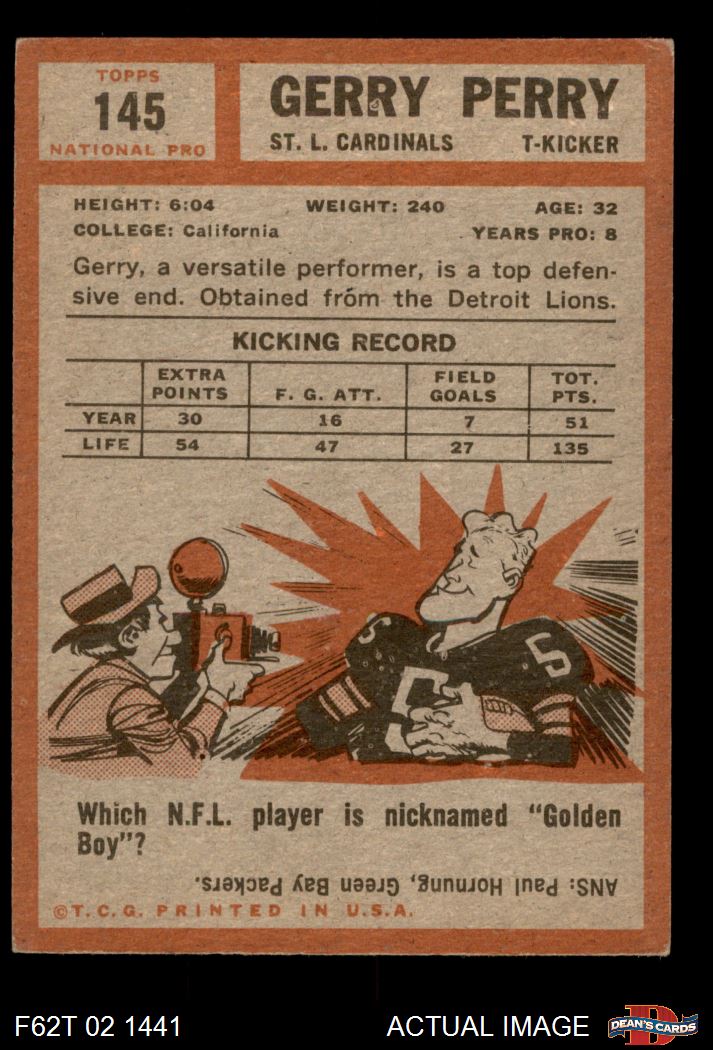 TOPPS
145
NATIONAL PRO
GERRY PERRY
ST. L. CARDINALS T-KICKER
HEIGHT: 6:04 WEIGHT: 240 AGE: 32
COLLEGE: California YEARS PRO: 8
Gerry, a versatile performer, is a top defen-
sive end. Obtained from the Detroit Lions.
KICKING RECORD
EXTRA POINTS F. G. ATT. FIELD GOALS TOT. PTS.
YEAR 30 16 7 51
LIFE 54 47 27 135
5 5 5
Which N.F.L. player is nicknamed "Golden
Boy"?
ANS: Paul Hornung, Green Bay Packers.
©T.C.G. PRINTED IN U.S.A.
F62T 02 1441 ACTUAL IMAGE D DEAN'S CARDS